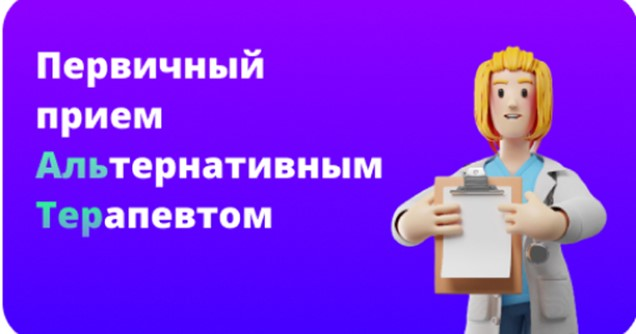 Первичный
прием
Альтернативным
Терапевтом